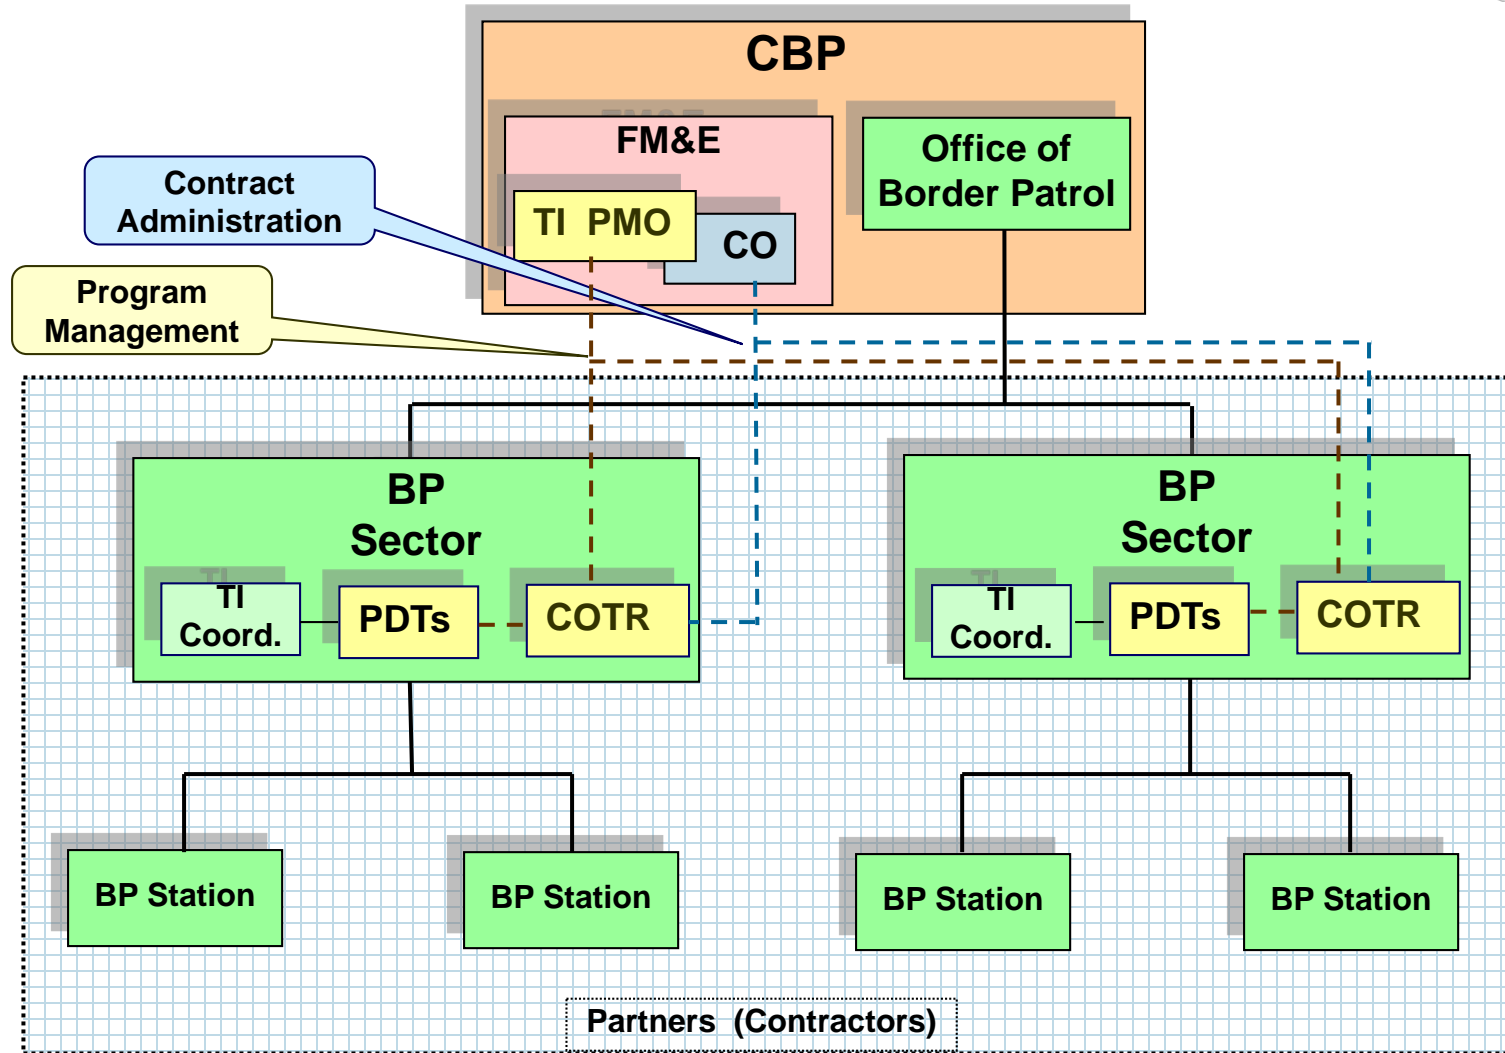 CBP
FM&E
Office of
Border Patrol
TI PMO
CO
Contract
Administration
Program
Management
BP
Sector
TI
Coord.
PDTs
COTR
BP
Sector
TI
Coord.
PDTs
COTR
BP Station
BP Station
BP Station
BP Station
Partners (Contractors)